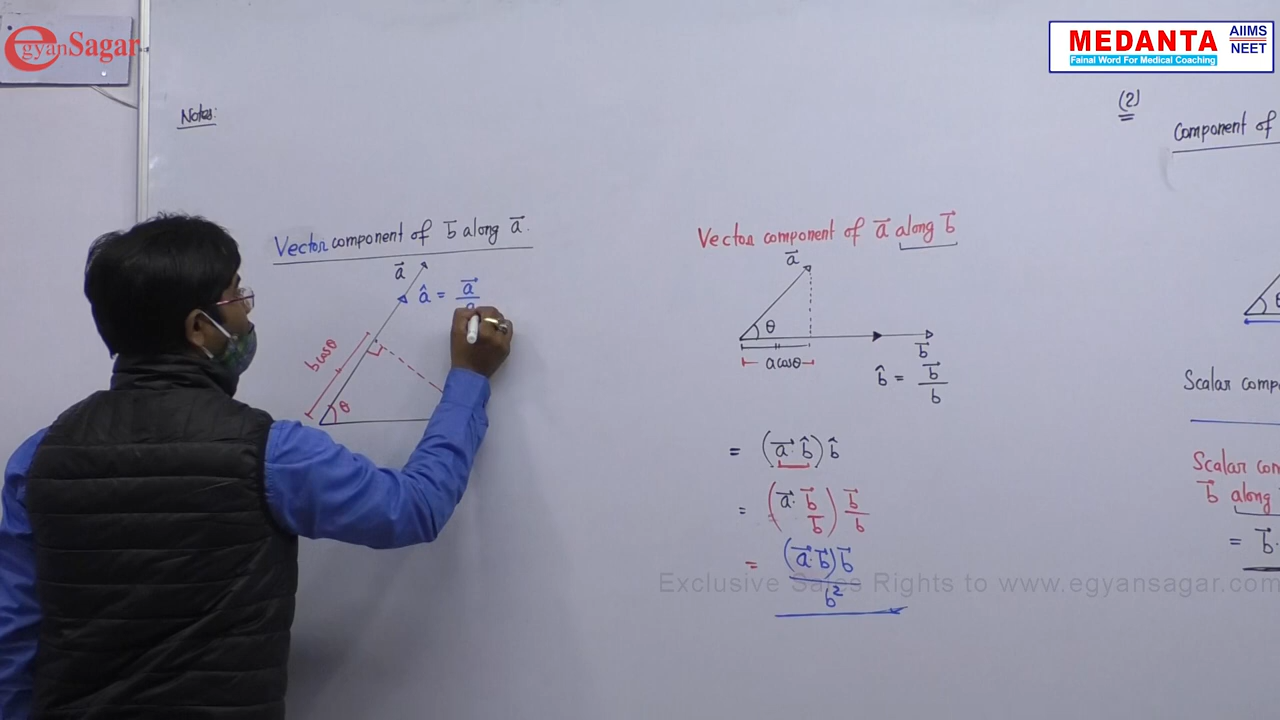 egyanSagar
MEDANTA
Fainal Word For Medical Coaching
AIIMS
NEET
Notes:
(2)
Component of
Vector component of b⃗ along a⃗.
a⃗
â = a⃗/a
b cosθ
θ
Vector component of a⃗ along b⃗
a⃗
θ
a cosθ
b⃗
b̂ = b⃗/b
= (a⃗ · b̂) b̂
= (a⃗ · b⃗/b) b⃗/b
= (a⃗ · b⃗) b⃗/b²
θ
Scalar compo
Scalar com
b⃗ along
= b⃗ ·
Exclusive Sales Rights to www.egyansagar.com